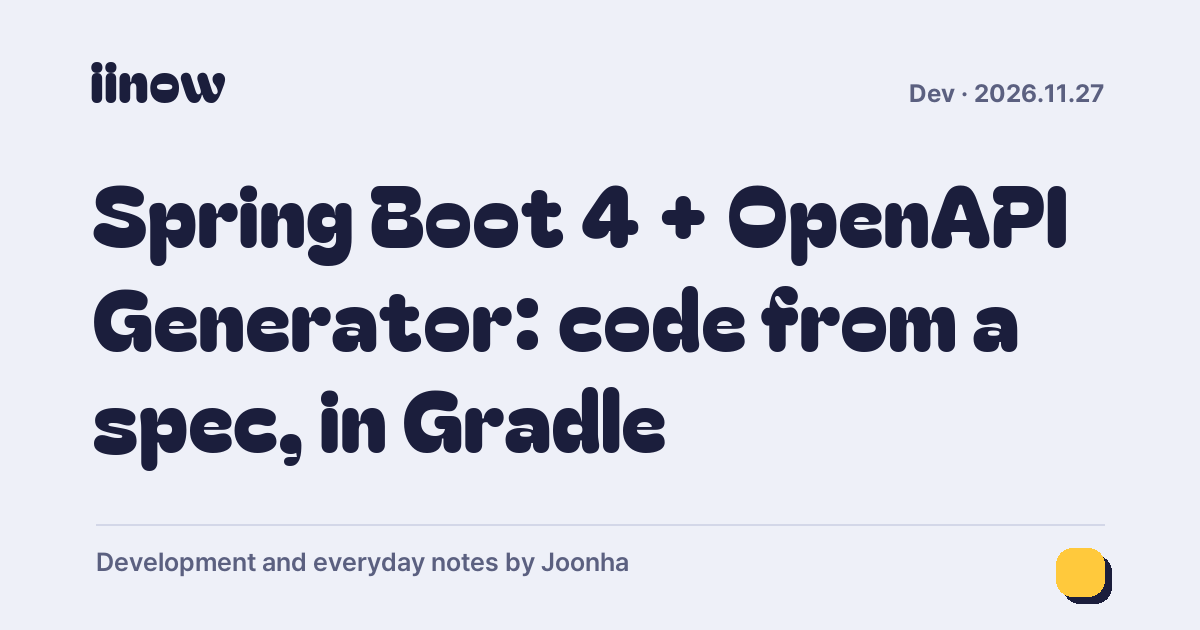 iinow
Dev · 2026.11.27
Spring Boot 4 + OpenAPI
Generator: code from a
spec, in Gradle
Development and everyday notes by Joonha